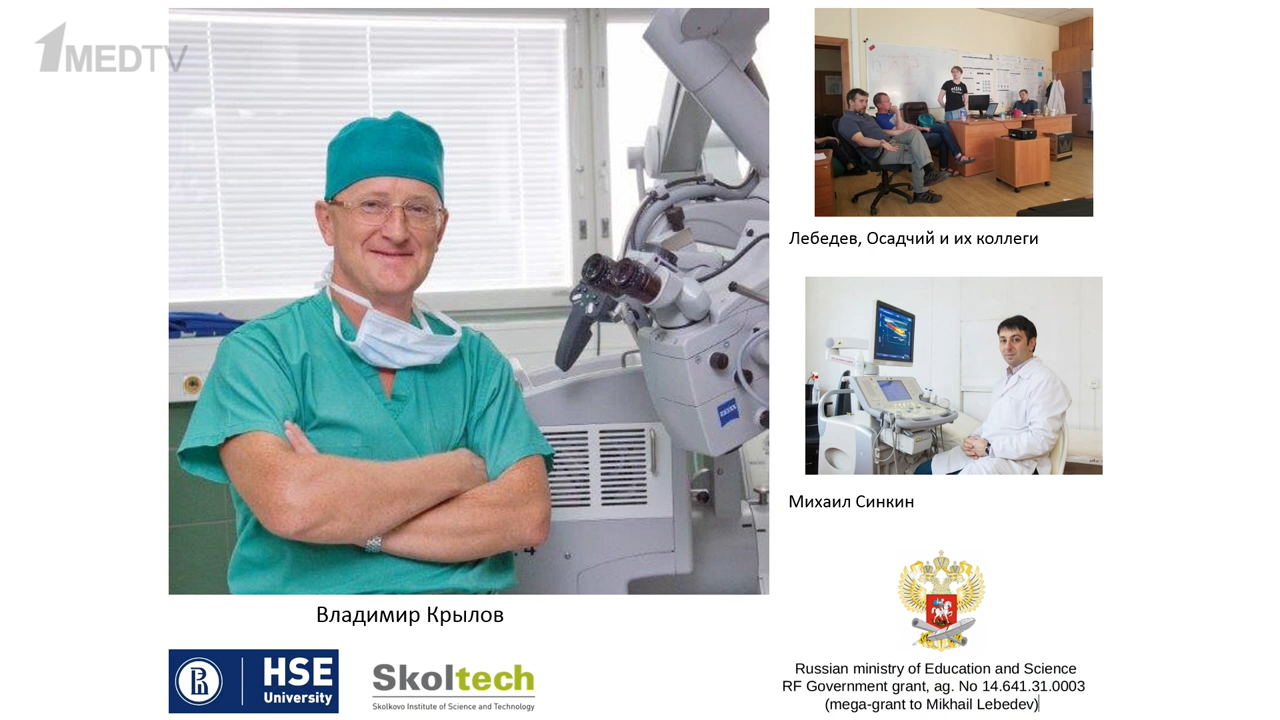 1MEDTV
ZEISS
Лебедев, Осадчий и их коллеги
Михаил Синкин
Владимир Крылов
HSE
University
Skoltech
Skolkovo Institute of Science and Technology
Russian ministry of Education and Science
RF Government grant, ag. No 14.641.31.0003
(mega-grant to Mikhail Lebedev)